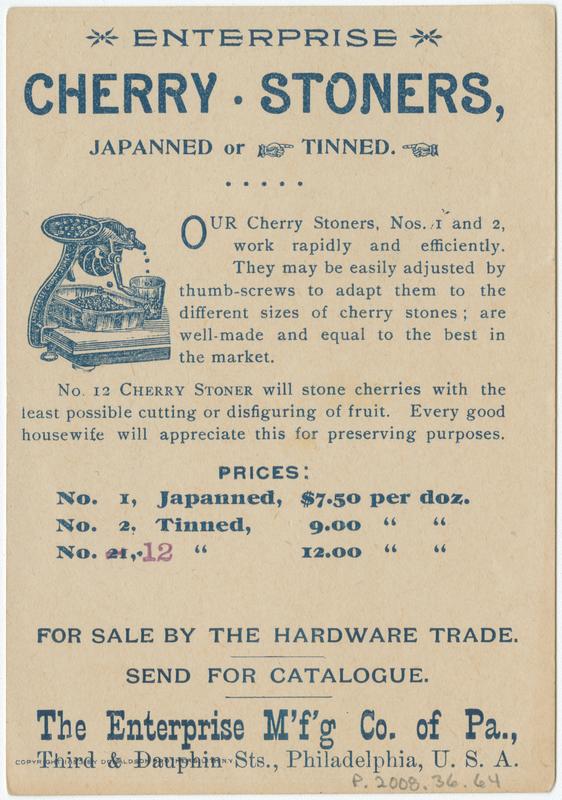 ENTERPRISE
CHERRY · STONERS,
JAPANNED or TINNED.
.....
OUR Cherry Stoners, Nos. 1 and 2,
work rapidly and efficiently.
They may be easily adjusted by
thumb-screws to adapt them to the
different sizes of cherry stones; are
well-made and equal to the best in
the market.
No. 12 CHERRY STONER will stone cherries with the
least possible cutting or disfiguring of fruit. Every good
housewife will appreciate this for preserving purposes.
PRICES:
No. 1, Japanned, $7.50 per doz.
No. 2, Tinned, 9.00 “ “
No. 21, 12 “ 12.00 “ “
FOR SALE BY THE HARDWARE TRADE.
SEND FOR CATALOGUE.
The Enterprise M'f'g Co. of Pa.,
Third & Dauphin Sts., Philadelphia, U. S. A.
COPYRIGHT BY DONALDSON N.Y.
P.2008.36.64